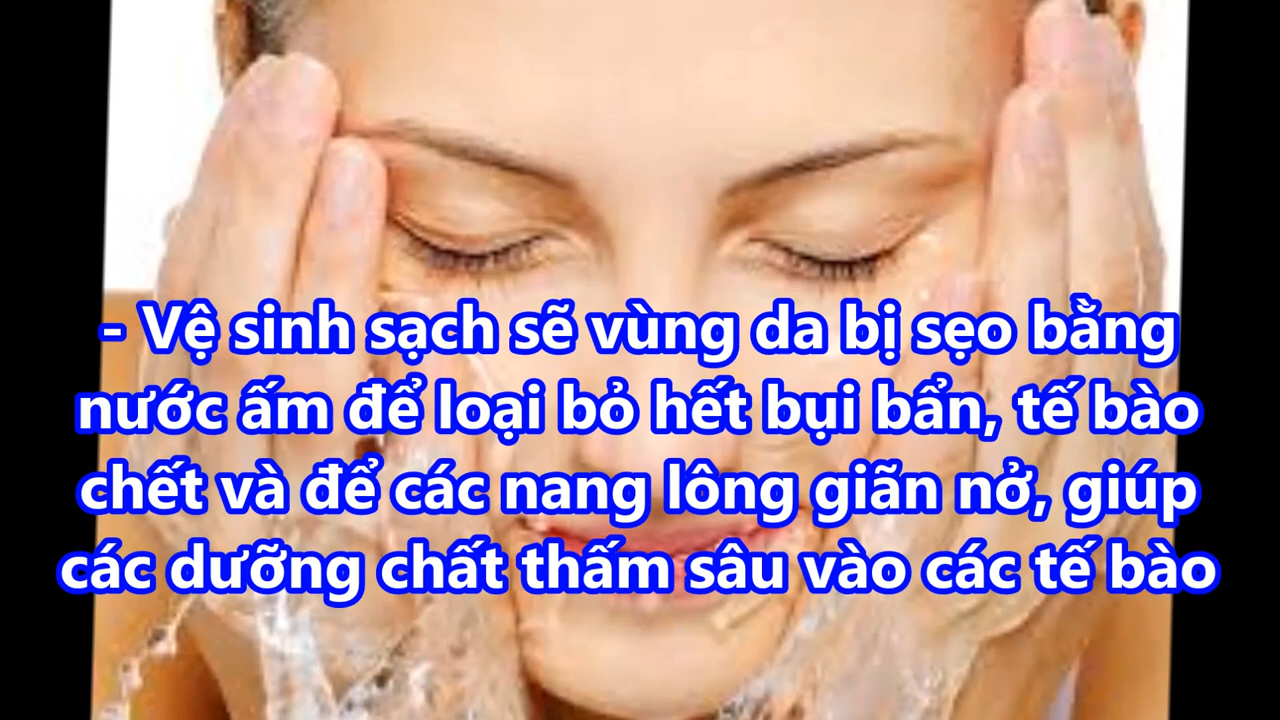 - Vệ sinh sạch sẽ vùng da bị sẹo bằng
nước ấm để loại bỏ hết bụi bẩn, tế bào
chết và để các nang lông giãn nở, giúp
các dưỡng chất thấm sâu vào các tế bào